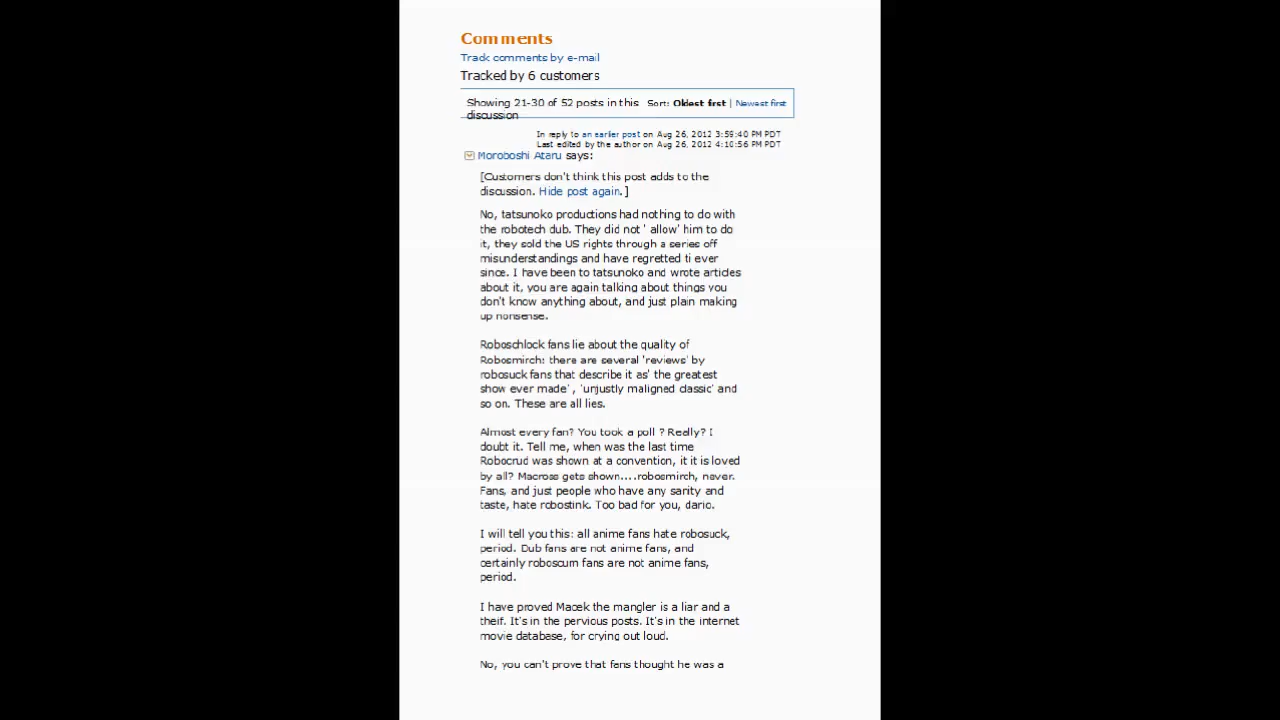 Comments
Track comments by e-mail
Tracked by 6 customers
Showing 21-30 of 52 posts in this discussion
Sort: Oldest first | Newest first
In reply to an earlier post on Aug 26, 2012 3:59:40 PM PDT
Last edited by the author on Aug 26, 2012 4:10:56 PM PDT
Moroboshi Ataru says:
[Customers don't think this post adds to the
discussion. Hide post again.]
No, tatsunoko productions had nothing to do with
the robotech dub. They did not ' allow' him to do
it, they sold the US rights through a series off
misunderstandings and have regretted ti ever
since. I have been to tatsunoko and wrote articles
about it, you are again talking about things you
don't know anything about, and just plain making
up nonsense.
Roboschlock fans lie about the quality of
Robosmirch: there are several 'reviews' by
robosuck fans that describe it as' the greatest
show ever made' , 'unjustly maligned classic' and
so on. These are all lies.
Almost every fan? You took a poll ? Really? I
doubt it. Tell me, when was the last time
Robocrud was shown at a convention, it it is loved
by all? Macross gets shown....robosmirch, never.
Fans, and just people who have any sanity and
taste, hate robostink. Too bad for you, dario.
I will tell you this: all anime fans hate robosuck,
period. Dub fans are not anime fans, and
certainly roboscum fans are not anime fans,
period.
I have proved Macek the mangler is a liar and a
theif. It's in the pervious posts. It's in the internet
movie database, for crying out loud.
No, you can't prove that fans thought he was a